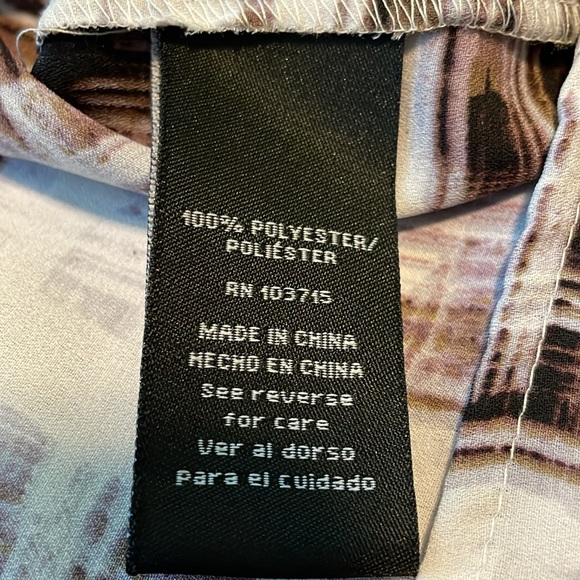 100% POLYESTER/
POLIÉSTER
RN 103715
MADE IN CHINA
HECHO EN CHINA
See reverse
for care
Ver al dorso
para el cuidado